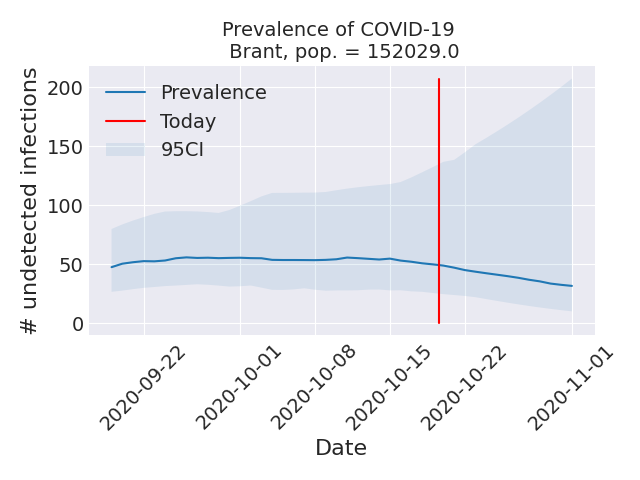 Prevalence of COVID-19
Brant, pop. = 152029.0
# undetected infections
200
150
100
50
0
Prevalence
Today
95CI
2020-09-22
2020-10-01
2020-10-08
2020-10-15
2020-10-22
2020-11-01
Date